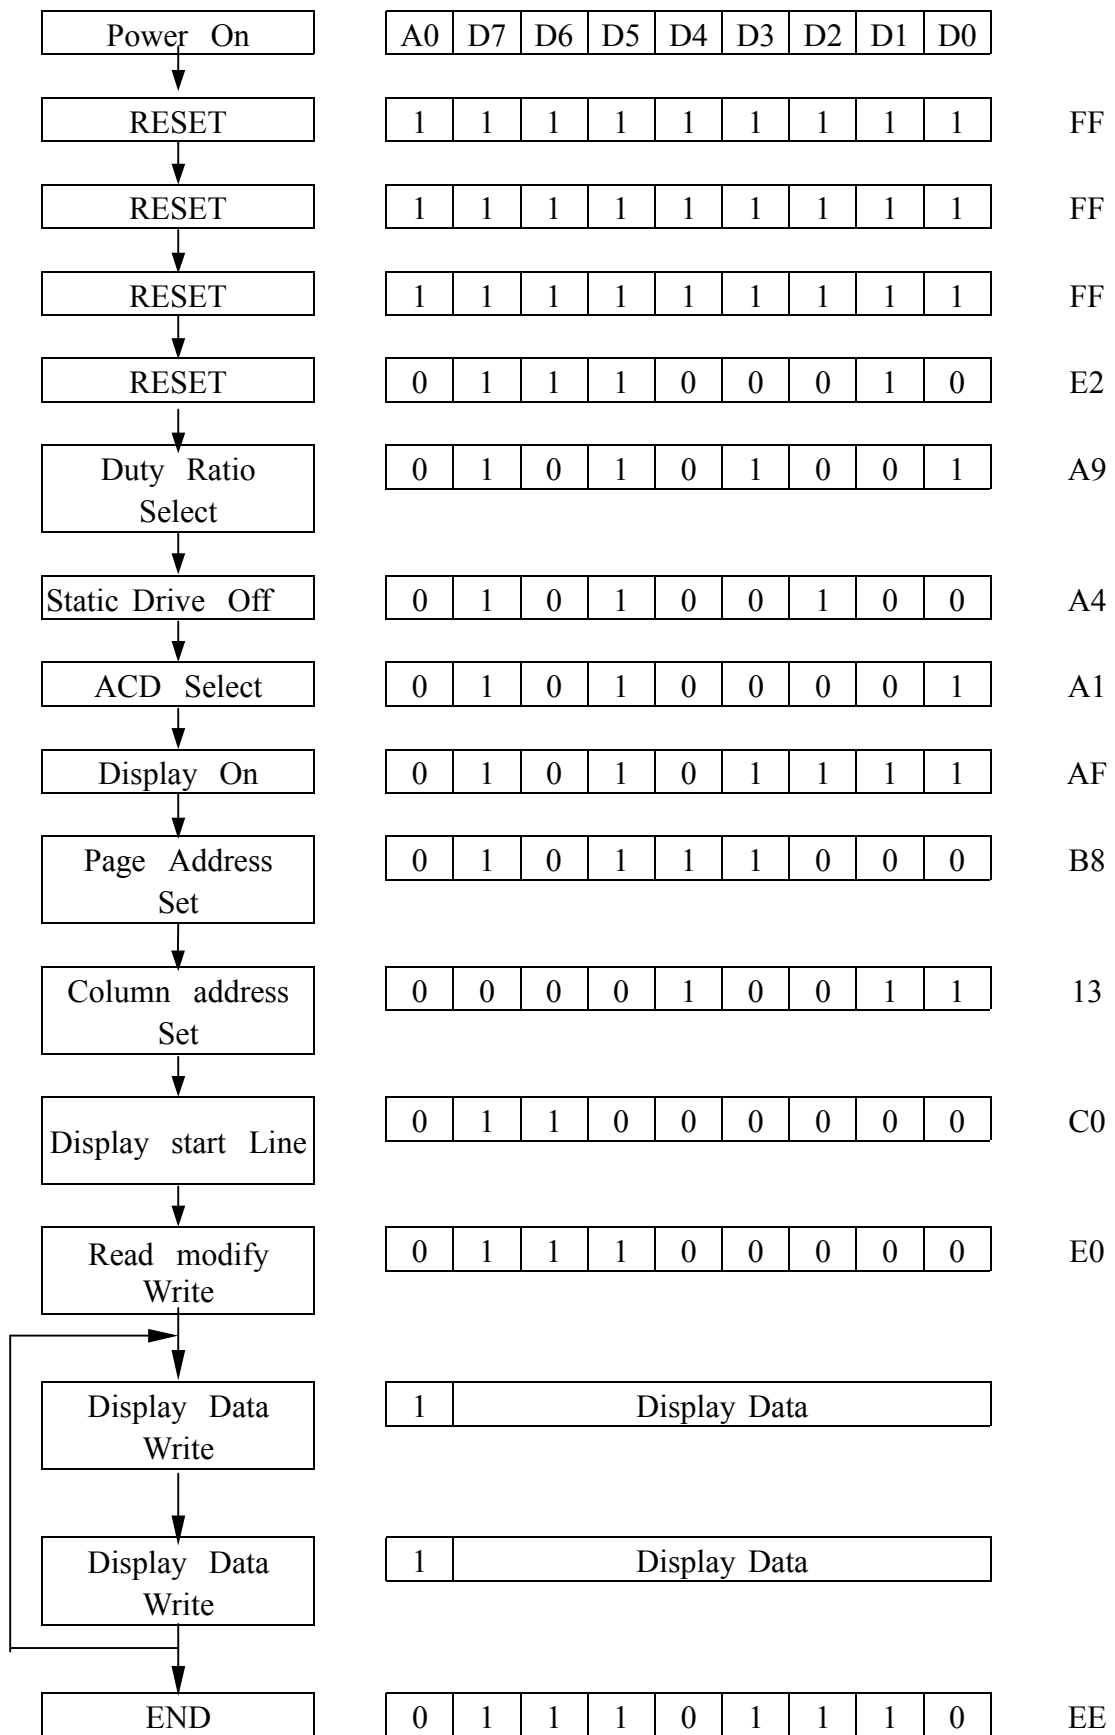 Power On A0 D7 D6 D5 D4 D3 D2 D1 D0
RESET 1 1 1 1 1 1 1 1 1 FF
RESET 1 1 1 1 1 1 1 1 1 FF
RESET 1 1 1 1 1 1 1 1 1 FF
RESET 0 1 1 1 0 0 0 1 0 E2
Duty Ratio 0 1 0 1 0 1 0 0 1 A9
Select
Static Drive Off 0 1 0 1 0 0 1 0 0 A4
ACD Select 0 1 0 1 0 0 0 0 1 A1
Display On 0 1 0 1 0 1 1 1 1 AF
Page Address 0 1 0 1 1 1 0 0 0 B8
Set
Column address 0 0 0 0 1 0 0 1 1 13
Set
Display start Line 0 1 1 0 0 0 0 0 0 C0
Read modify 0 1 1 1 0 0 0 0 0 E0
Write
Display Data 1 Display Data
Write
Display Data 1 Display Data
Write
END 0 1 1 1 0 1 1 1 0 EE